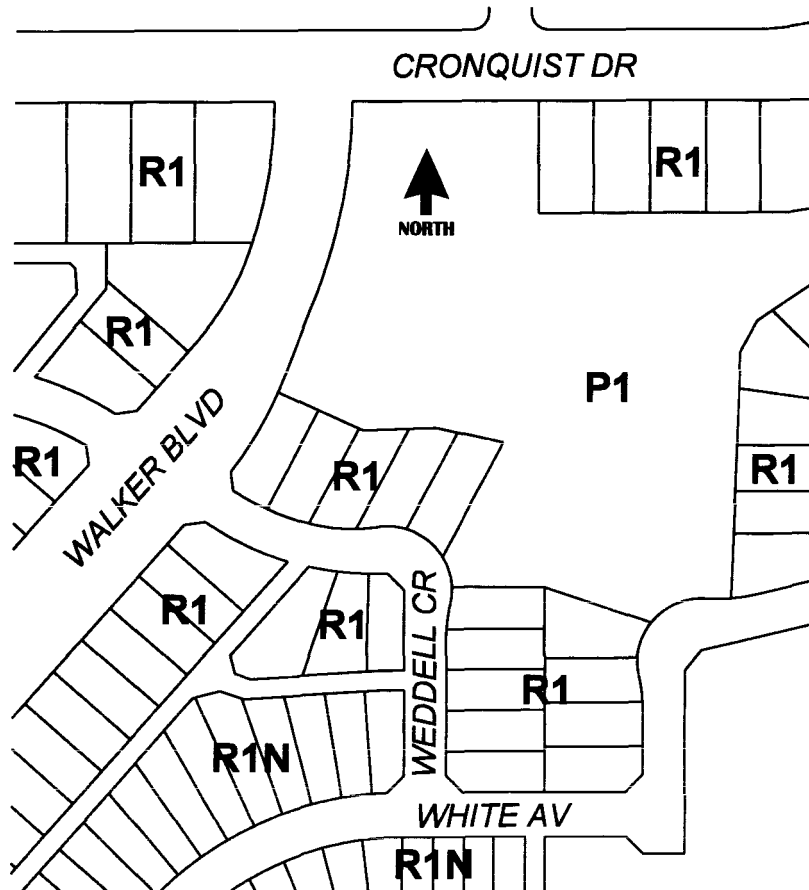 CRONQUIST DR
R1
R1
NORTH
R1
P1
WALKER BLVD
R1
R1
R1
R1
R1
WEDDELL CR
R1
R1N
WHITE AV
R1N